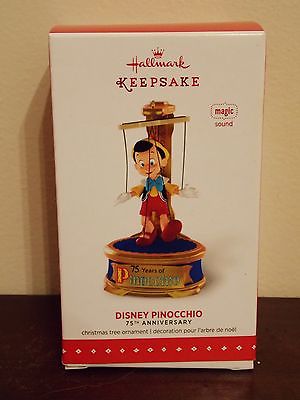 Hallmark
KEEPSAKE
magic
sound
75 Years of
Pinocchio
DISNEY PINOCCHIO
75TH ANNIVERSARY
christmas tree ornament | décoration pour l'arbre de noël